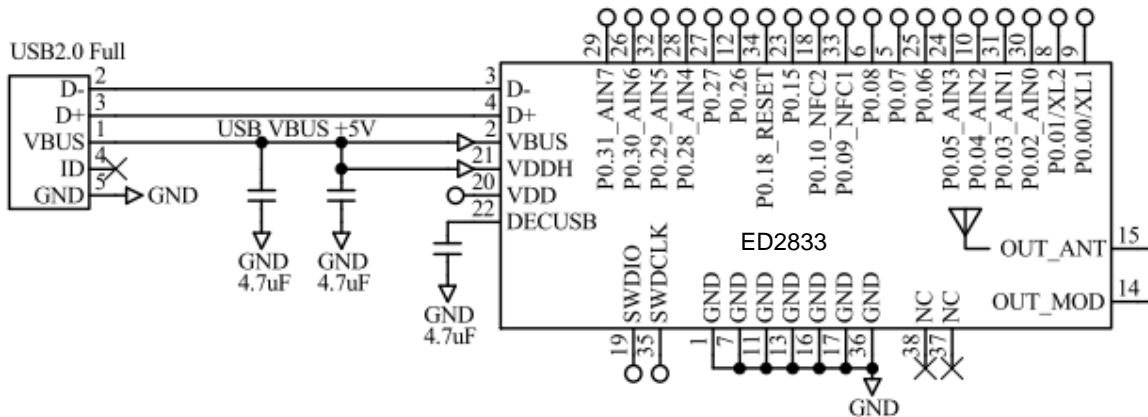 USB2.0 Full
D- 2
D+ 3
VBUS 1
ID 4
GND 5
GND
USB VBUS +5V
GND
4.7uF
GND
4.7uF
GND
4.7uF
3 D-
4 D+
2 VBUS
21 VDDH
20 VDD
22 DECUSB
29 P0.31_AIN7
26 P0.30_AIN6
32 P0.29_AIN5
28 P0.28_AIN4
27 P0.27
12 P0.26
34 P0.18_RESET
23 P0.15
18 P0.10_NFC2
33 P0.09_NFC1
6 P0.08
5 P0.07
25 P0.06
24 P0.05_AIN3
10 P0.04_AIN2
31 P0.03_AIN1
30 P0.02_AIN0
8 P0.01/XL2
9 P0.00/XL1
ED2833
OUT_ANT 15
OUT_MOD 14
19 SWDIO
35 SWDCLK
1 GND
7 GND
11 GND
13 GND
16 GND
17 GND
36 GND
38 NC
37 NC
GND